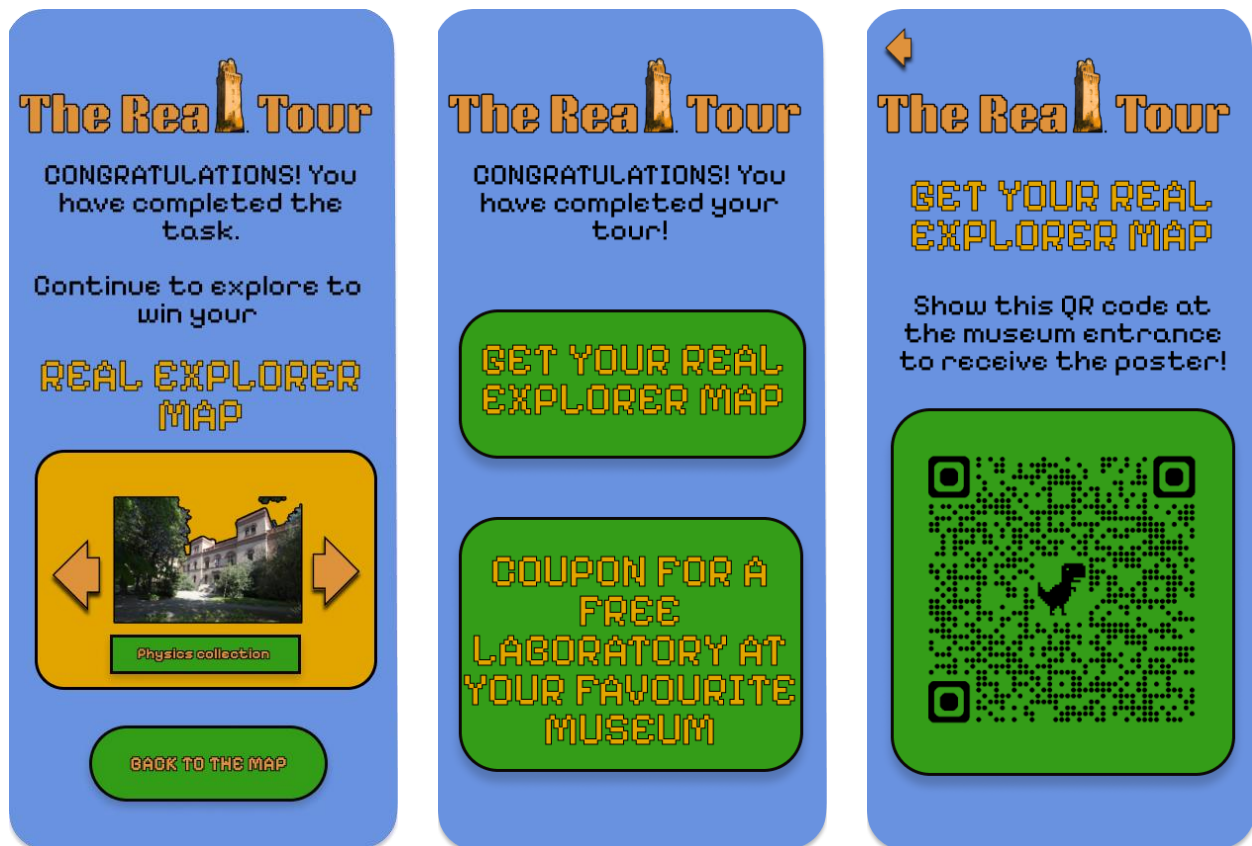 The Real Tour
CONGRATULATIONS! You
have completed the
task.
Continue to explore to
win your
REAL EXPLORER
MAP
Physics collection
BACK TO THE MAP
The Real Tour
CONGRATULATIONS! You
have completed your
tour!
GET YOUR REAL
EXPLORER MAP
COUPON FOR A
FREE
LABORATORY AT
YOUR FAVOURITE
MUSEUM
The Real Tour
GET YOUR REAL
EXPLORER MAP
Show this QR code at
the museum entrance
to receive the poster!